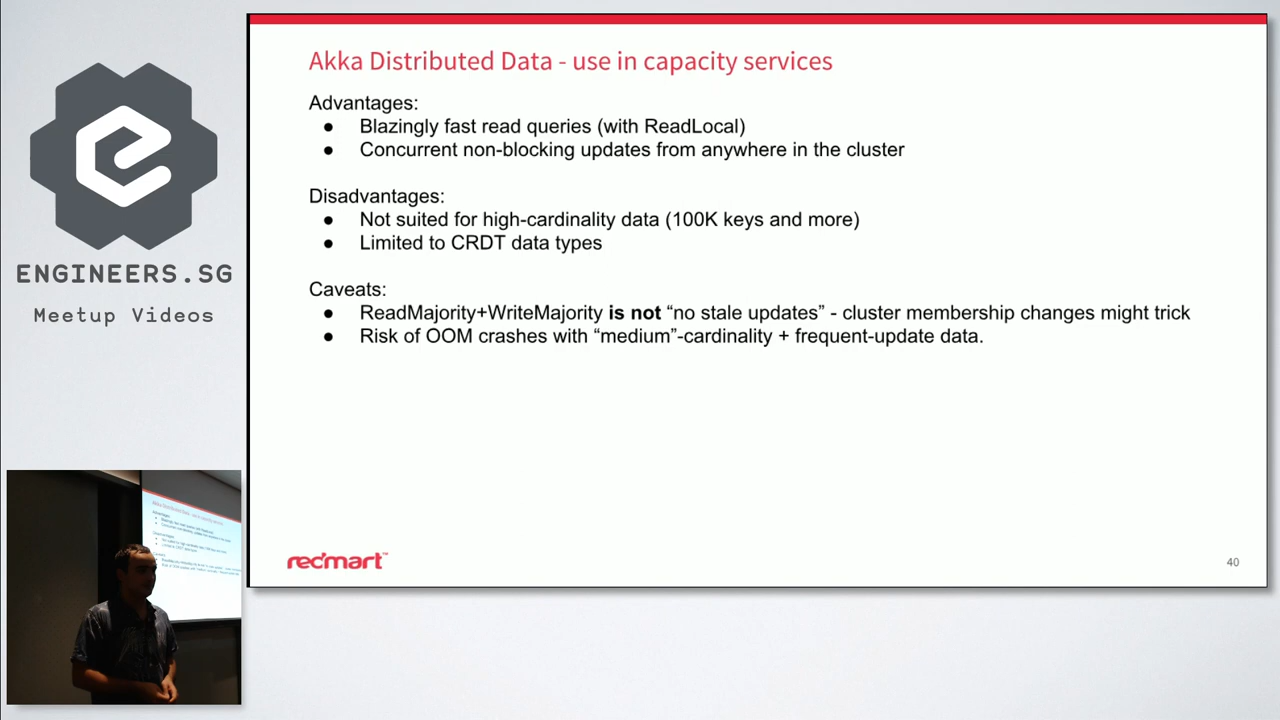 Akka Distributed Data - use in capacity services
Advantages:
● Blazingly fast read queries (with ReadLocal)
● Concurrent non-blocking updates from anywhere in the cluster
Disadvantages:
● Not suited for high-cardinality data (100K keys and more)
● Limited to CRDT data types
Caveats:
● ReadMajority+WriteMajority is not “no stale updates” - cluster membership changes might trick
● Risk of OOM crashes with “medium”-cardinality + frequent-update data.
redmart™
40
ENGINEERS.SG
Meetup Videos